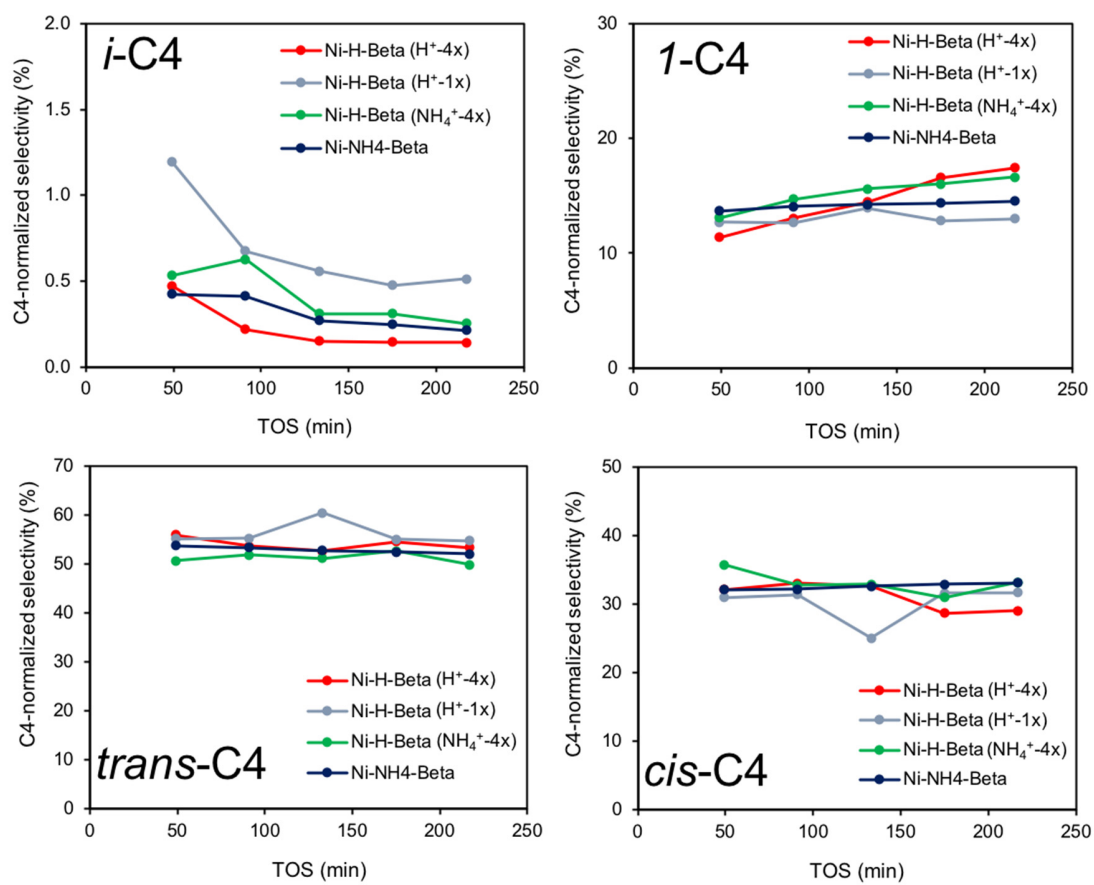 i-C4
C4-normalized selectivity (%)
2.0
1.5
1.0
0.5
0.0
0
50
100
150
200
250
TOS (min)
Ni-H-Beta (H⁺-4x)
Ni-H-Beta (H⁺-1x)
Ni-H-Beta (NH₄⁺-4x)
Ni-NH4-Beta
1-C4
C4-normalized selectivity (%)
30
20
10
0
0
50
100
150
200
250
TOS (min)
Ni-H-Beta (H⁺-4x)
Ni-H-Beta (H⁺-1x)
Ni-H-Beta (NH₄⁺-4x)
Ni-NH4-Beta
trans-C4
C4-normalized selectivity (%)
70
60
50
40
30
20
10
0
0
50
100
150
200
250
TOS (min)
Ni-H-Beta (H⁺-4x)
Ni-H-Beta (H⁺-1x)
Ni-H-Beta (NH₄⁺-4x)
Ni-NH4-Beta
cis-C4
C4-normalized selectivity (%)
50
40
30
20
10
0
0
50
100
150
200
250
TOS (min)
Ni-H-Beta (H⁺-4x)
Ni-H-Beta (H⁺-1x)
Ni-H-Beta (NH₄⁺-4x)
Ni-NH4-Beta